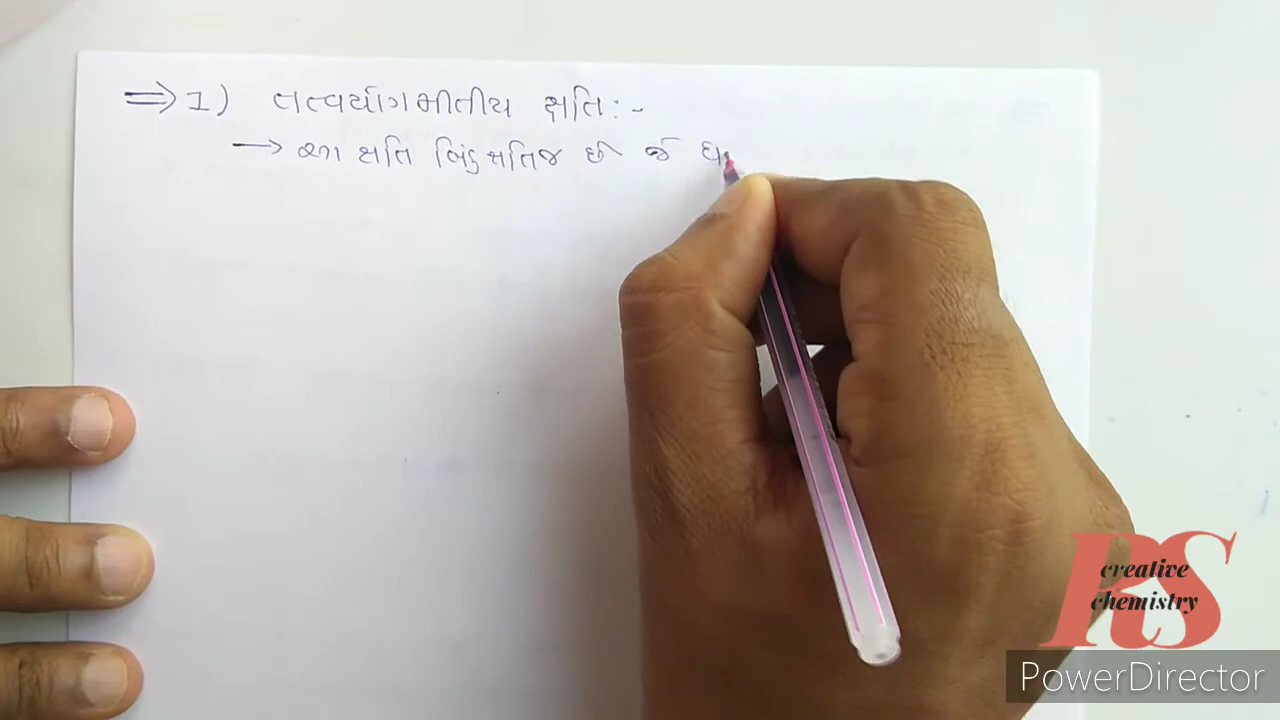 ⇒ 1) તત્વયોગમીતીય ક્ષતિ :-
→ આ ક્ષતિ બિંદુ ક્ષતિજ છે જે ઘ
RS
creative
chemistry
PowerDirector